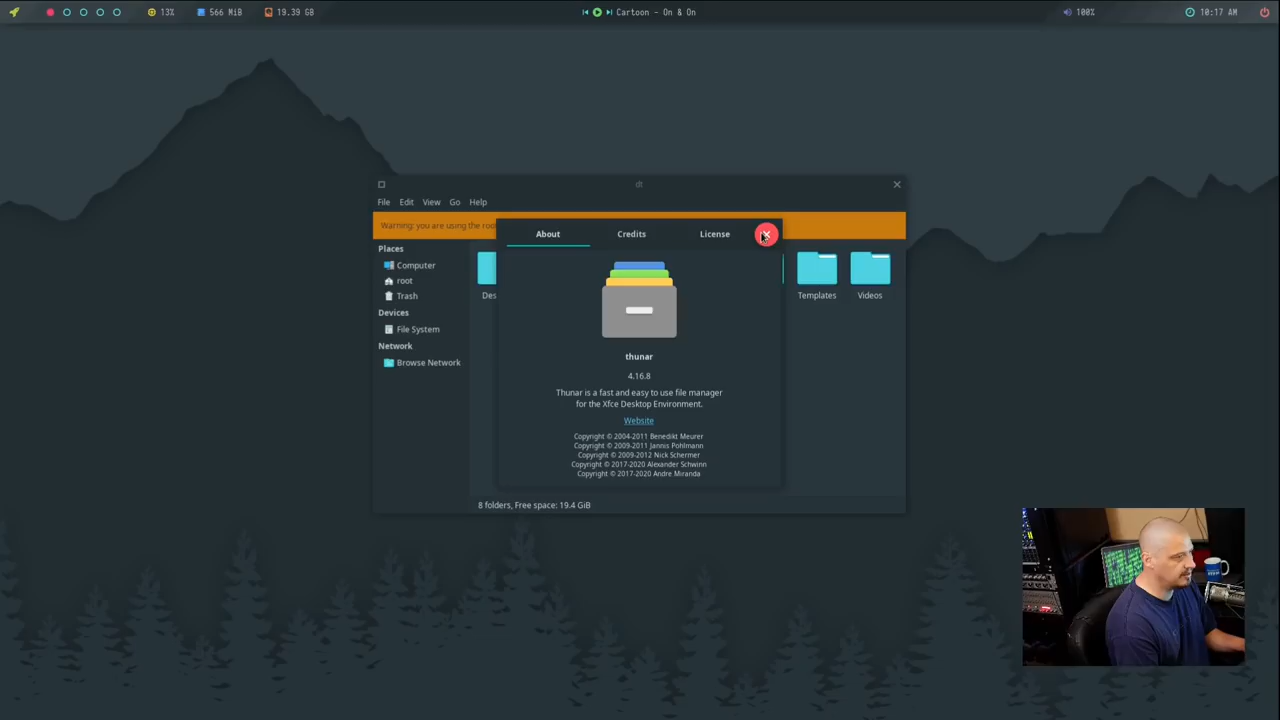 13%
566 MiB
19.39 GB
Cartoon - On & On
100%
10:17 AM
dt
File Edit View Go Help
Warning: you are using the roo
About Credits License
Places
Computer
root
Trash
Devices
File System
Network
Browse Network
Des
Templates
Videos
thunar
4.16.8
Thunar is a fast and easy to use file manager
for the Xfce Desktop Environment.
Website
Copyright © 2004-2011 Benedikt Meurer
Copyright © 2009-2011 Jannis Pohlmann
Copyright © 2009-2012 Nick Schermer
Copyright © 2017-2020 Alexander Schwinn
Copyright © 2017-2020 Andre Miranda
8 folders, Free space: 19.4 GiB